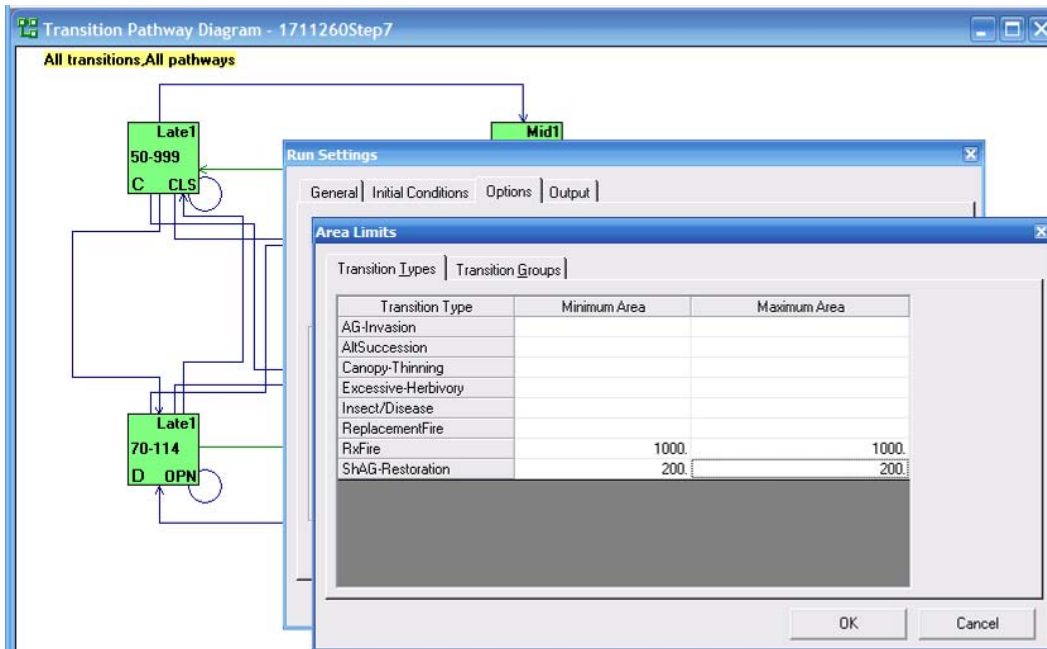 Transition Pathway Diagram - 1711260Step7
All transitions,All pathways
Late1
50-999
C CLS
Mid1
Late1
70-114
D OPN
Run Settings
General Initial Conditions Options Output
Area Limits
Transition Types Transition Groups
Transition Type Minimum Area Maximum Area
AG-Invasion
AltSuccession
Canopy-Thinning
Excessive-Herbivory
Insect/Disease
ReplacementFire
RxFire 1000. 1000.
ShAG-Restoration 200. 200.
OK Cancel